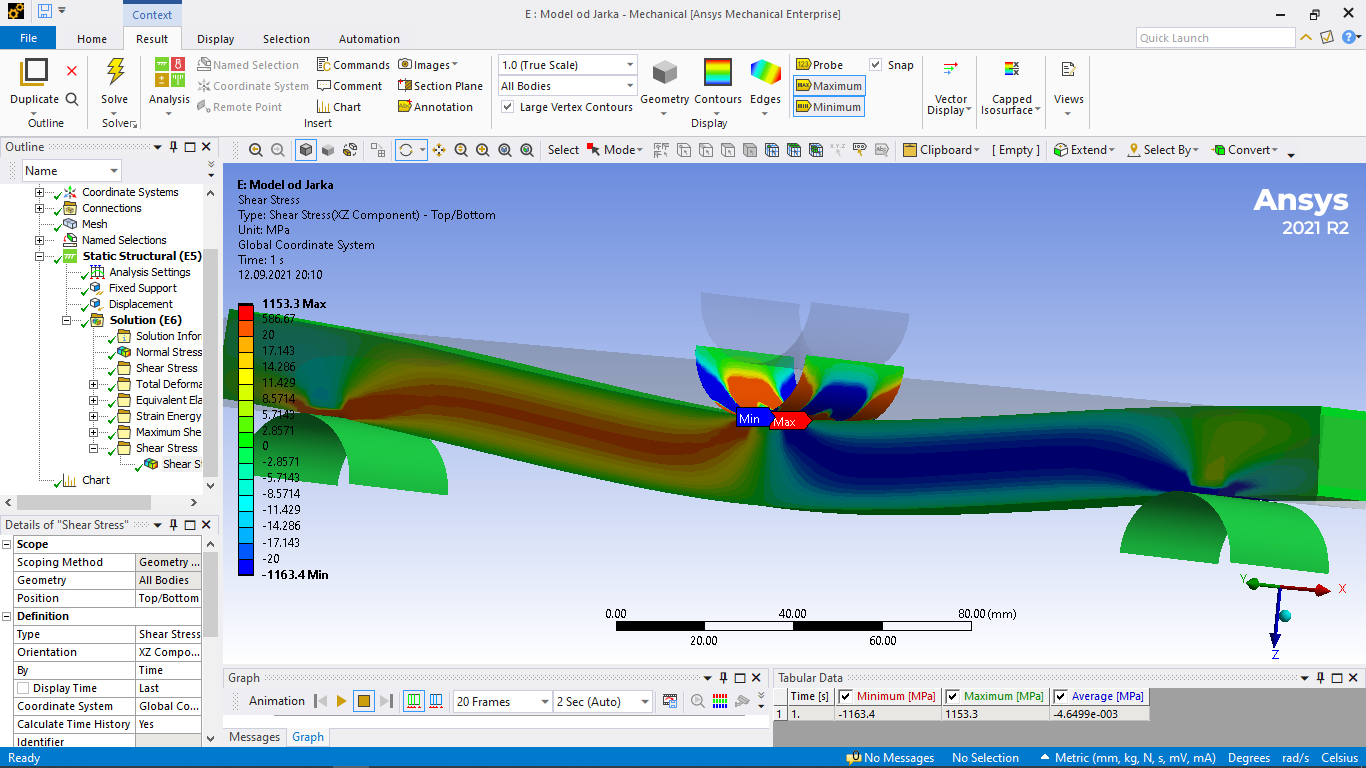 E : Model od Jarka - Mechanical [Ansys Mechanical Enterprise]
Context
File
Home
Result
Display
Selection
Automation
Quick Launch
Duplicate
Outline
Solve
Solve
Analysis
Named Selection
Coordinate System
Remote Point
Commands
Comment
Chart
Images
Section Plane
Annotation
Insert
1.0 (True Scale)
All Bodies
Large Vertex Contours
Geometry
Contours
Edges
Probe
Maximum
Minimum
Snap
Display
Vector
Display
Capped
Isosurface
Views
Outline
Name
Coordinate Systems
Connections
Mesh
Named Selections
Static Structural (E5)
Analysis Settings
Fixed Support
Displacement
Solution (E6)
Solution Infor
Normal Stress
Shear Stress
Total Deforma
Equivalent Ela
Strain Energy
Maximum She
Shear Stress
Shear S
Chart
Select
Mode
Clipboard
[ Empty ]
Extend
Select By
Convert
E: Model od Jarka
Shear Stress
Type: Shear Stress(XZ Component) - Top/Bottom
Unit: MPa
Global Coordinate System
Time: 1 s
12.09.2021 20:10
Ansys
2021 R2
1153.3 Max
586.67
20
17.143
14.286
11.429
8.5714
5.7143
2.8571
0
-2.8571
-5.7143
-8.5714
-11.429
-14.286
-17.143
-20
-1163.4 Min
Min
Max
0.00 40.00 80.00 (mm)
20.00 60.00
Y
X
Z
Details of "Shear Stress"
Scope
Scoping Method Geometry ...
Geometry All Bodies
Position Top/Bottom
Definition
Type Shear Stress
Orientation XZ Compo...
By Time
Display Time Last
Coordinate System Global Co...
Calculate Time History Yes
Identifier
Graph
Animation
20 Frames
2 Sec (Auto)
Messages
Graph
Tabular Data
Time [s] Minimum [MPa] Maximum [MPa] Average [MPa]
1 1. -1163.4 1153.3 -4.6499e-003
Ready
No Messages
No Selection
Metric (mm, kg, N, s, mV, mA)
Degrees
rad/s
Celsius